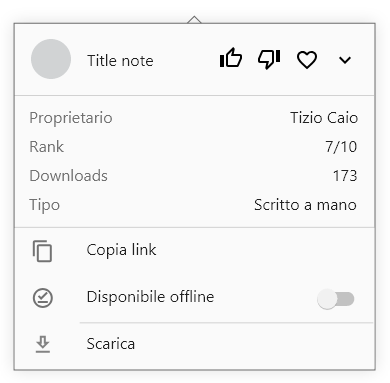 Title note
Proprietario Tizio Caio
Rank 7/10
Downloads 173
Tipo Scritto a mano
Copia link
Disponibile offline
Scarica